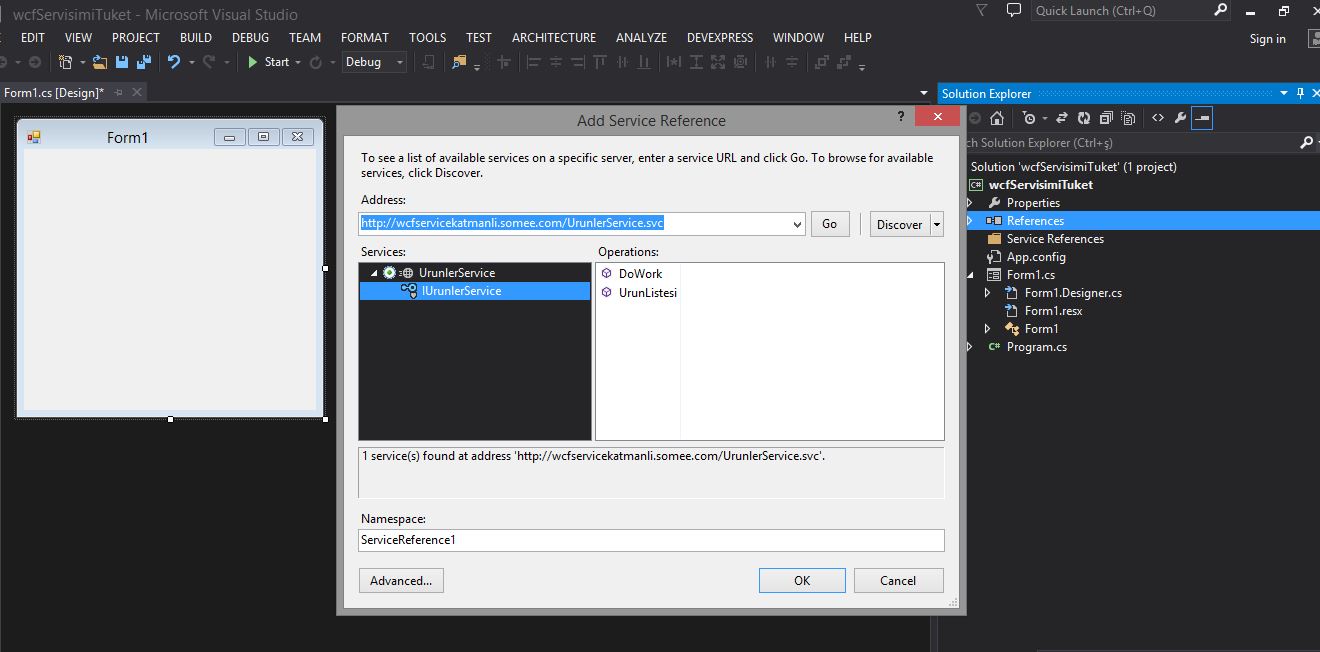 wcfServisimiTuket - Microsoft Visual Studio
Quick Launch (Ctrl+Q)
EDIT VIEW PROJECT BUILD DEBUG TEAM FORMAT TOOLS TEST ARCHITECTURE ANALYZE DEVEXPRESS WINDOW HELP
Sign in
Start
Debug
Form1.cs [Design]*
Form1
Add Service Reference
?
To see a list of available services on a specific server, enter a service URL and click Go. To browse for available
services, click Discover.
Address:
http://wcfservicekatmanli.somee.com/UrunlerService.svc
Go
Discover
Services:
Operations:
UrunlerService
IUrunlerService
DoWork
UrunListesi
1 service(s) found at address 'http://wcfservicekatmanli.somee.com/UrunlerService.svc'.
Namespace:
ServiceReference1
Advanced...
OK
Cancel
Solution Explorer
ch Solution Explorer (Ctrl+ş)
Solution 'wcfServisimiTuket' (1 project)
C# wcfServisimiTuket
Properties
References
Service References
App.config
Form1.cs
Form1.Designer.cs
Form1.resx
Form1
C# Program.cs